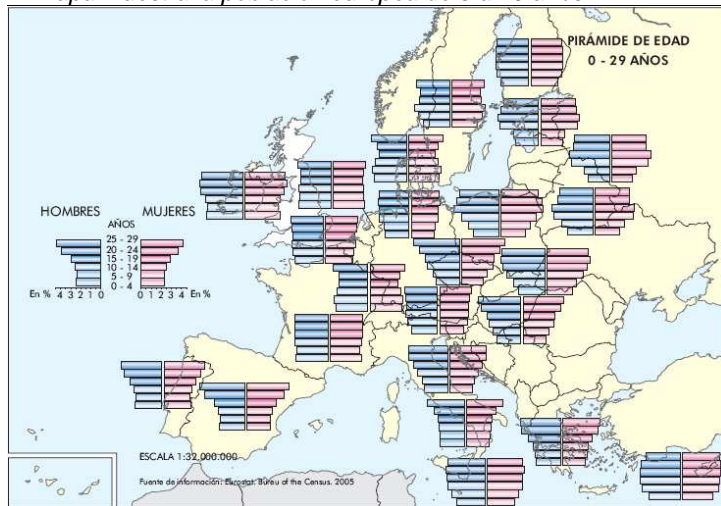 PIRÁMIDE DE EDAD
0 - 29 AÑOS
HOMBRES
MUJERES
AÑOS
25 - 29
20 - 24
15 - 19
10 - 14
5 - 9
0 - 4
En % 4 3 2 1 0
0 1 2 3 4 En %
ESCALA 1:32.000.000
Fuente de información: Eurostat. Bureu of the Census. 2005